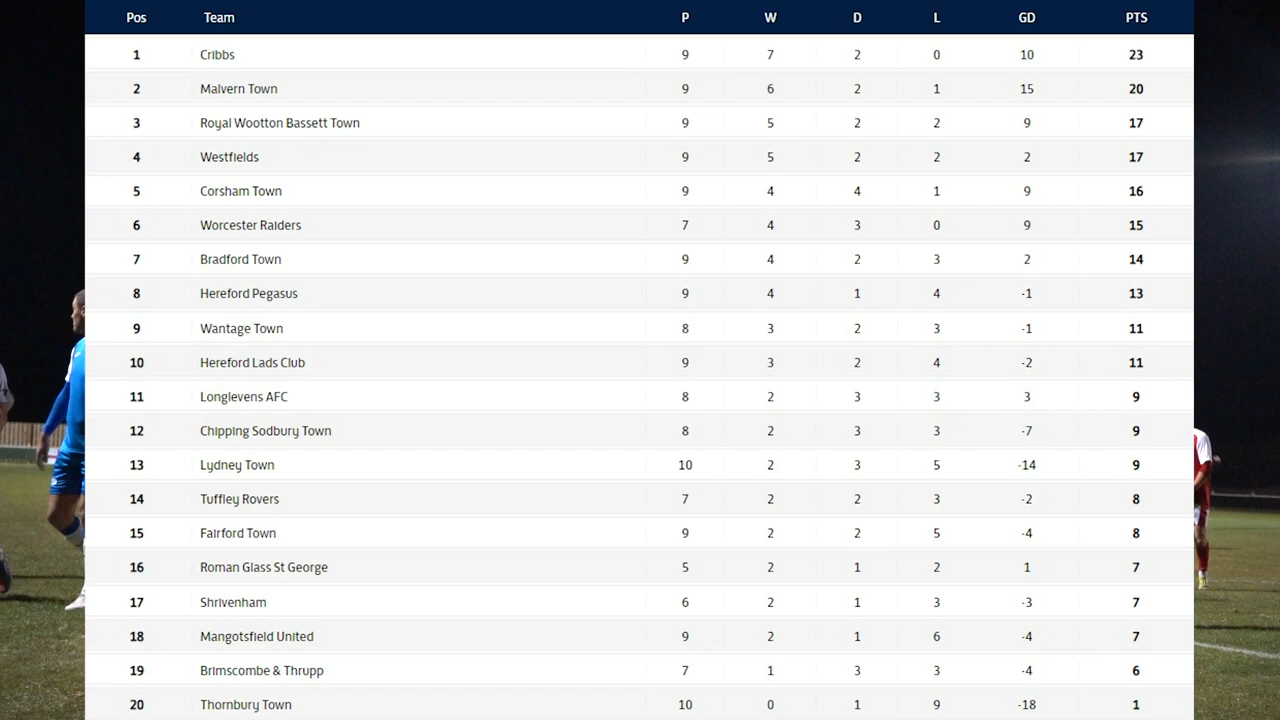 Pos Team P W D L GD PTS
1 Cribbs 9 7 2 0 10 23
2 Malvern Town 9 6 2 1 15 20
3 Royal Wootton Bassett Town 9 5 2 2 9 17
4 Westfields 9 5 2 2 2 17
5 Corsham Town 9 4 4 1 9 16
6 Worcester Raiders 7 4 3 0 9 15
7 Bradford Town 9 4 2 3 2 14
8 Hereford Pegasus 9 4 1 4 -1 13
9 Wantage Town 8 3 2 3 -1 11
10 Hereford Lads Club 9 3 2 4 -2 11
11 Longlevens AFC 8 2 3 3 3 9
12 Chipping Sodbury Town 8 2 3 3 -7 9
13 Lydney Town 10 2 3 5 -14 9
14 Tuffley Rovers 7 2 2 3 -2 8
15 Fairford Town 9 2 2 5 -4 8
16 Roman Glass St George 5 2 1 2 1 7
17 Shrivenham 6 2 1 3 -3 7
18 Mangotsfield United 9 2 1 6 -4 7
19 Brimscombe & Thrupp 7 1 3 3 -4 6
20 Thornbury Town 10 0 1 9 -18 1